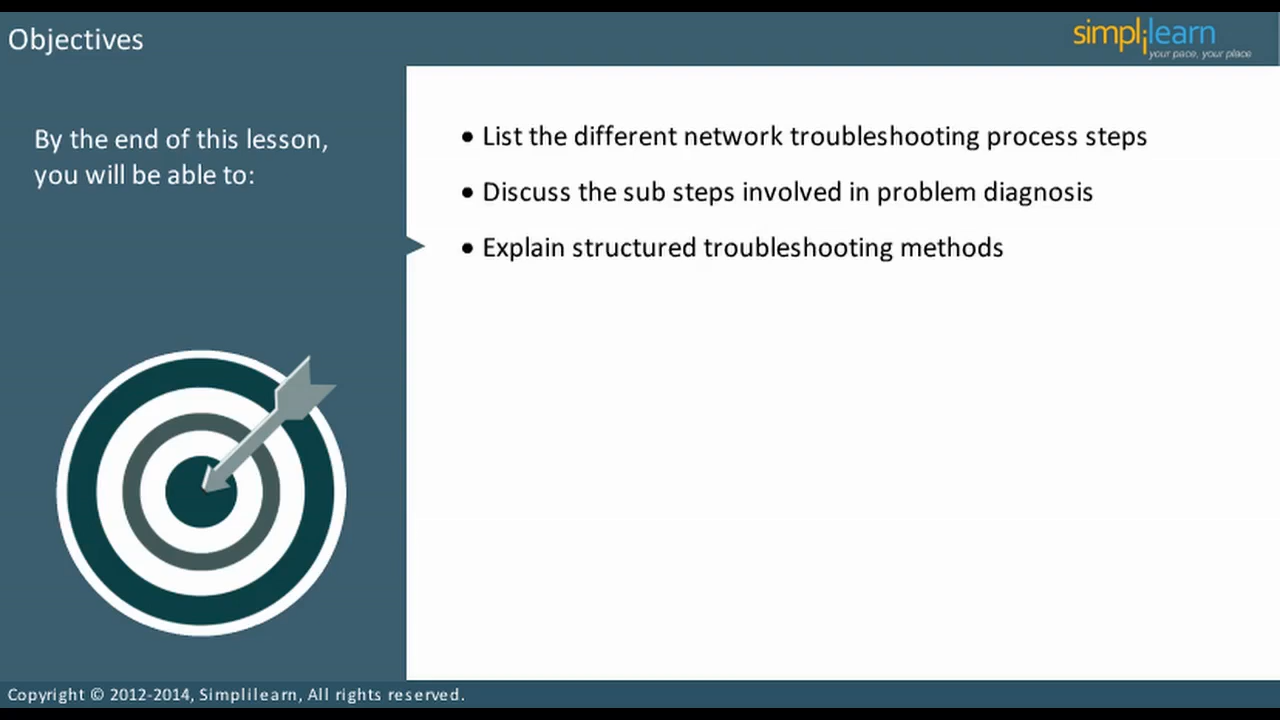 Objectives
simplilearn
your pace, your place
By the end of this lesson,
you will be able to:
• List the different network troubleshooting process steps
• Discuss the sub steps involved in problem diagnosis
• Explain structured troubleshooting methods
Copyright © 2012-2014, Simplilearn, All rights reserved.